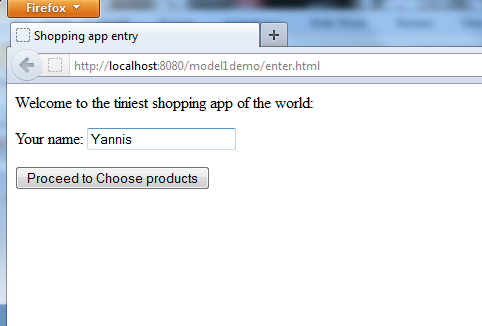 Firefox
Shopping app entry
http://localhost:8080/model1demo/enter.html
Welcome to the tiniest shopping app of the world:
Your name: Yannis
Proceed to Choose products